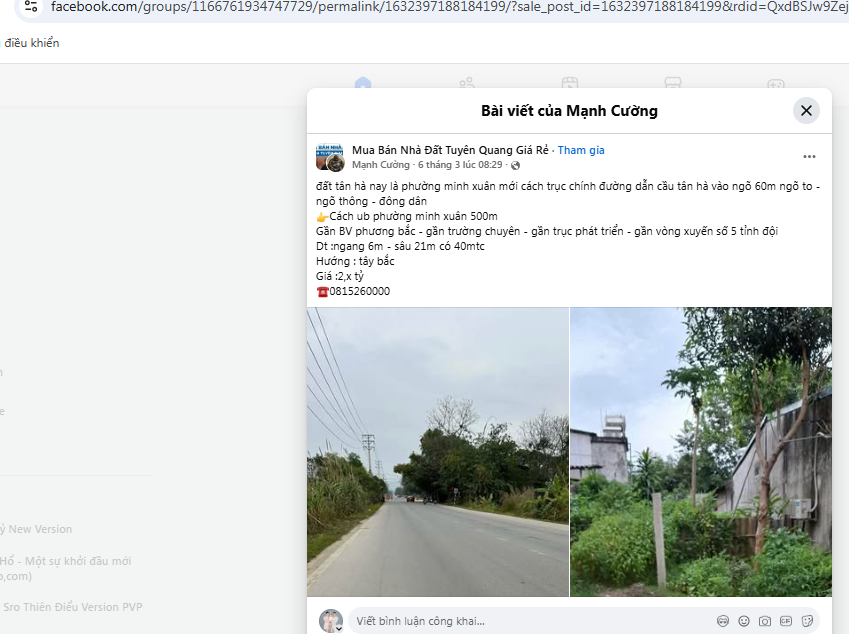 facebook.com/groups/1166761934747729/permalink/1632397188184199/?sale_post_id=1632397188184199&rdid=QxdBSJw9Zej
điều khiển
Bài viết của Mạnh Cường
Mua Bán Nhà Đất Tuyên Quang Giá Rẻ · Tham gia
Mạnh Cường · 6 tháng 3 lúc 08:29 ·
đất tân hà nay là phường minh xuân mới cách trục chính đường dẫn cầu tân hà vào ngõ 60m ngõ to -
ngõ thông - đông dân
👉Cách ub phường minh xuân 500m
Gần BV phương bắc - gần trường chuyên - gần trục phát triển - gần vòng xuyến số 5 tỉnh đội
Dt :ngang 6m - sâu 21m có 40mtc
Hướng : tây bắc
Giá :2,x tỷ
☎️0815260000
ỷ New Version
Hổ - Một sự khởi đầu mới
o,com)
Sro Thiên Điểu Version PVP
Viết bình luận công khai...